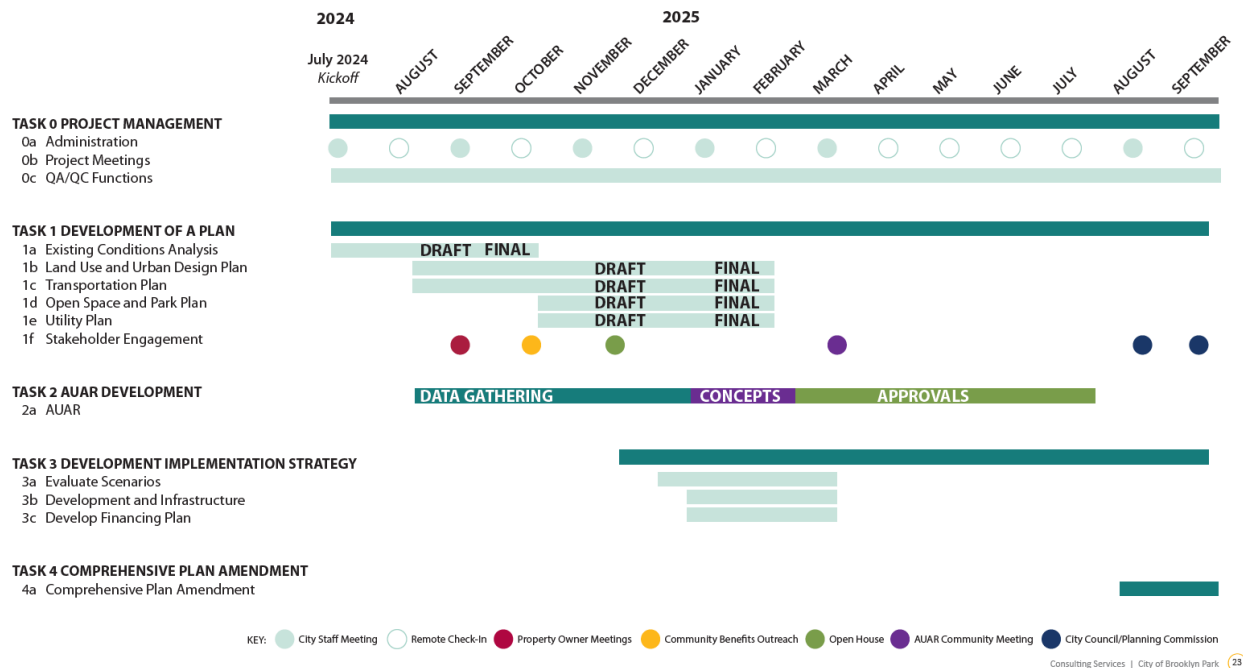 2024 2025
July 2024
Kickoff
AUGUST SEPTEMBER OCTOBER NOVEMBER DECEMBER JANUARY FEBRUARY MARCH APRIL MAY JUNE JULY AUGUST SEPTEMBER
TASK 0 PROJECT MANAGEMENT
0a Administration
0b Project Meetings
0c QA/QC Functions
TASK 1 DEVELOPMENT OF A PLAN
1a Existing Conditions Analysis DRAFT FINAL
1b Land Use and Urban Design Plan DRAFT FINAL
1c Transportation Plan DRAFT FINAL
1d Open Space and Park Plan DRAFT FINAL
1e Utility Plan DRAFT FINAL
1f Stakeholder Engagement
TASK 2 AUAR DEVELOPMENT DATA GATHERING CONCEPTS APPROVALS
2a AUAR
TASK 3 DEVELOPMENT IMPLEMENTATION STRATEGY
3a Evaluate Scenarios
3b Development and Infrastructure
3c Develop Financing Plan
TASK 4 COMPREHENSIVE PLAN AMENDMENT
4a Comprehensive Plan Amendment
KEY: City Staff Meeting Remote Check-In Property Owner Meetings Community Benefits Outreach Open House AUAR Community Meeting City Council/Planning Commission
Consulting Services | City of Brooklyn Park 23